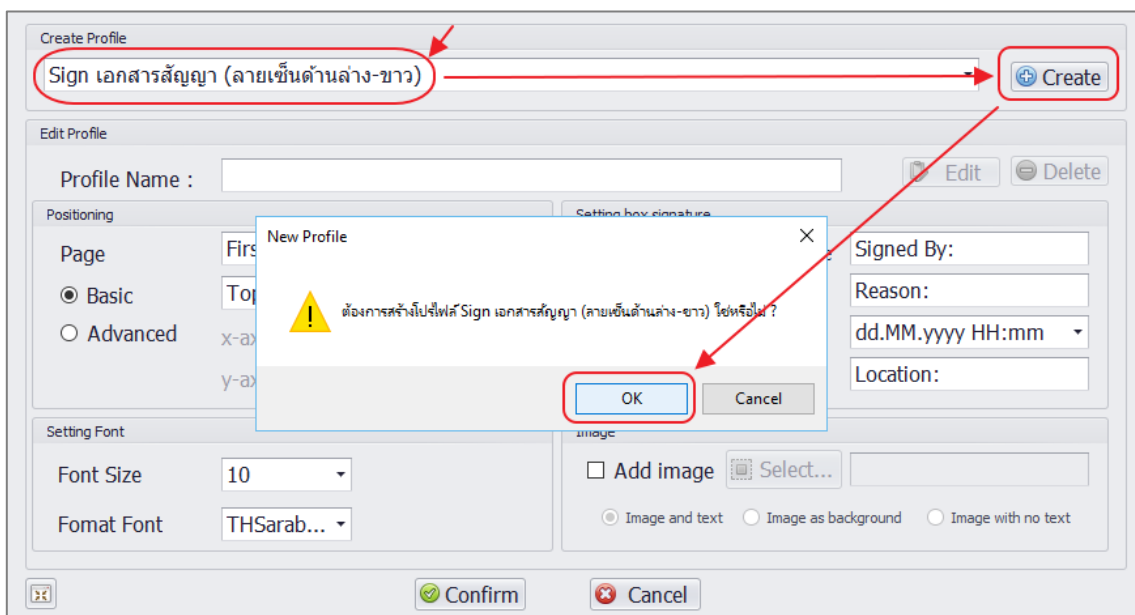 Create Profile
Sign เอกสารสัญญา (ลายเซ็นด้านล่าง-ขาว)
Create
Edit Profile
Profile Name :
Edit
Delete
Positioning
Setting box signature
Page
Signed By:
Basic
Reason:
Advanced
dd.MM.yyyy HH:mm
Location:
New Profile
ต้องการสร้างโปรไฟล์ Sign เอกสารสัญญา (ลายเซ็นด้านล่าง-ขาว) ใช่หรือไม่ ?
OK
Cancel
Setting Font
Image
Font Size
10
Add image
Select...
Fomat Font
THSarab...
Image and text
Image as background
Image with no text
Confirm
Cancel